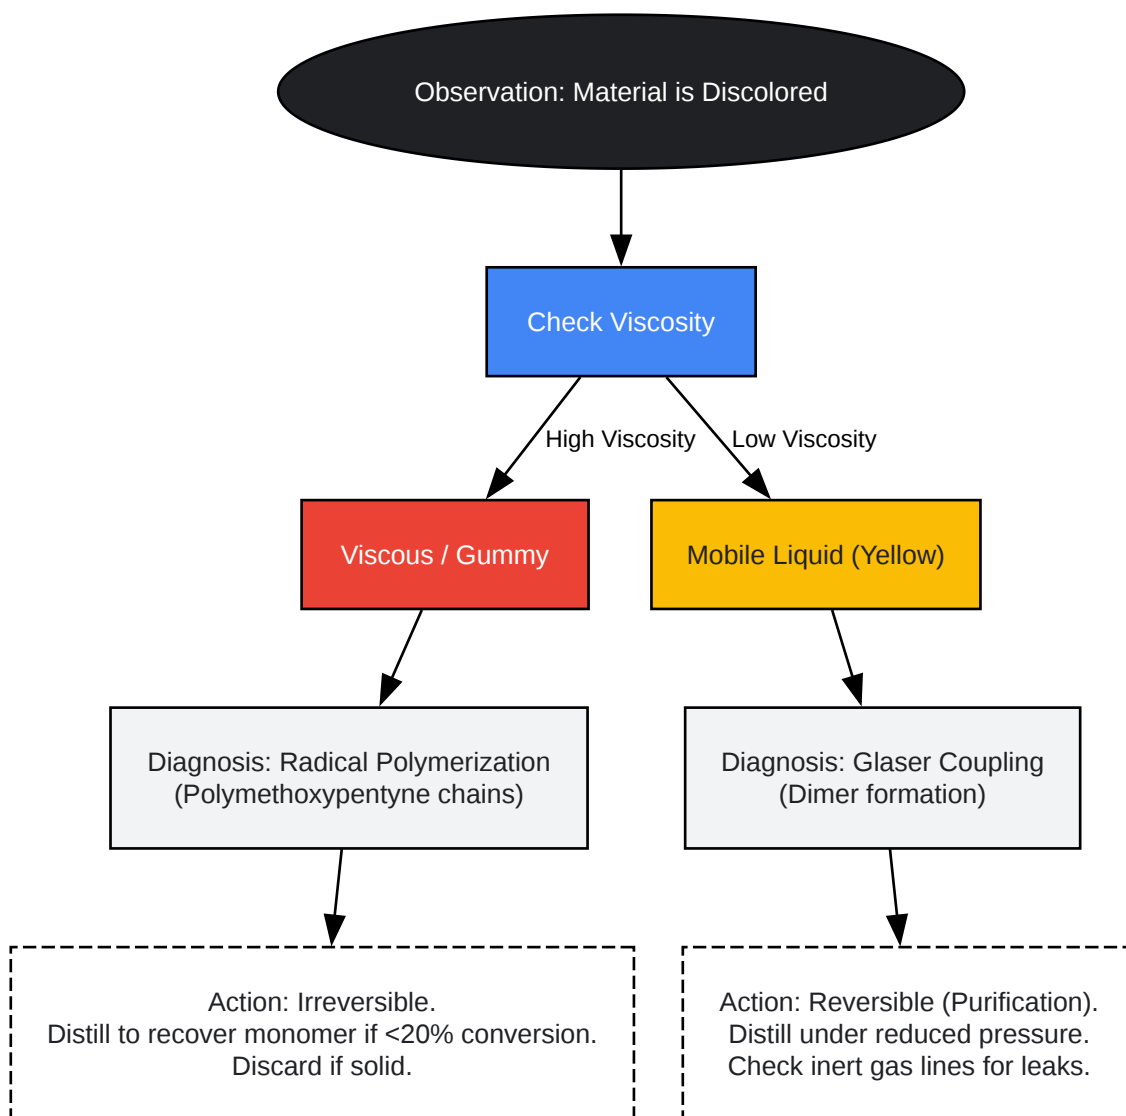 Observation: Material is Discolored
Check Viscosity
High Viscosity
Low Viscosity
Viscous / Gummy
Mobile Liquid (Yellow)
Diagnosis: Radical Polymerization
(Polymethoxypentyne chains)
Diagnosis: Glaser Coupling
(Dimer formation)
Action: Irreversible.
Distill to recover monomer if <20% conversion.
Discard if solid.
Action: Reversible (Purification).
Distill under reduced pressure.
Check inert gas lines for leaks.